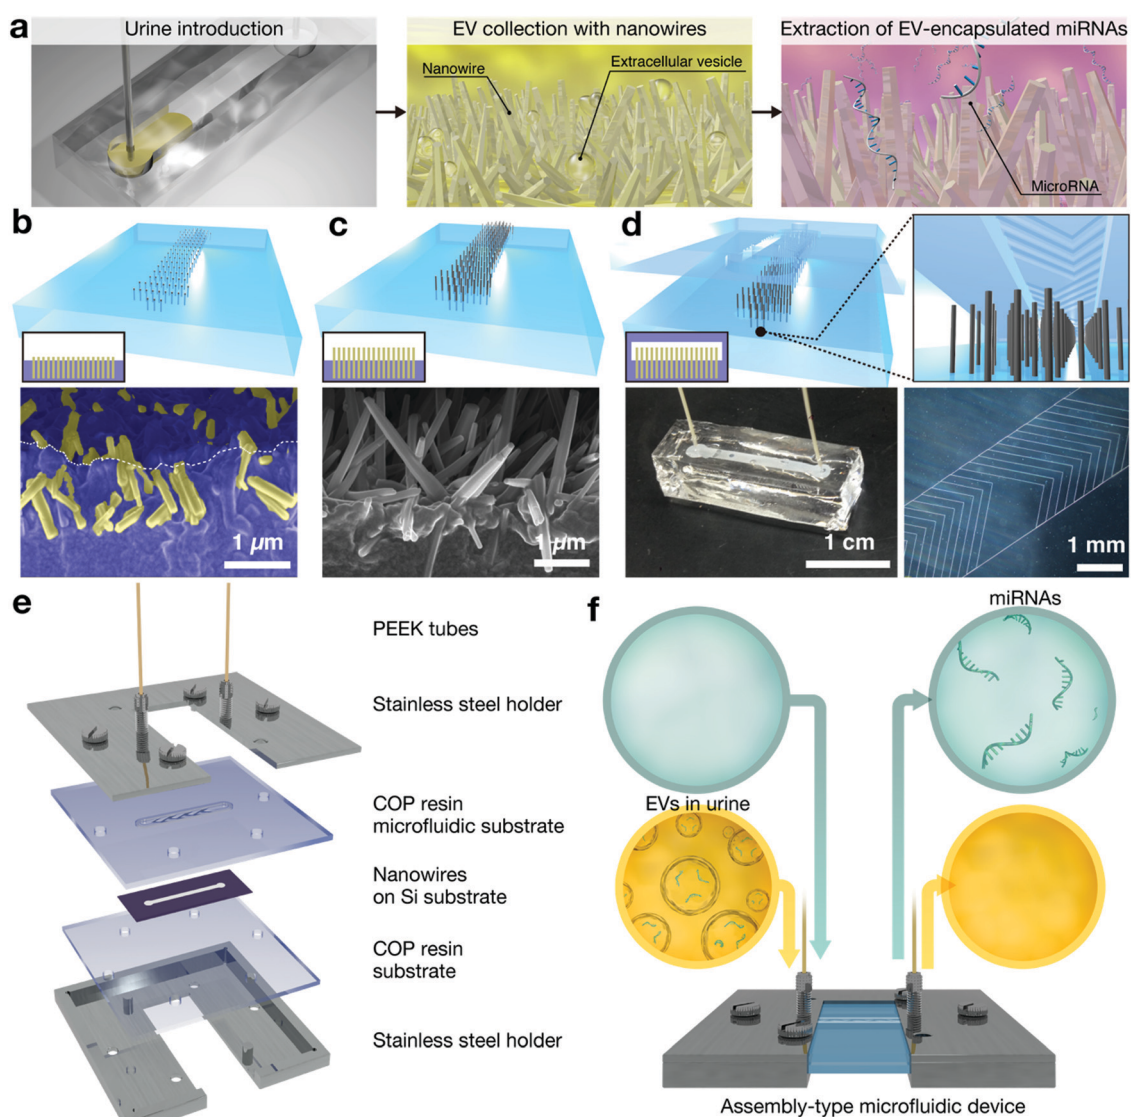 a
Urine introduction
EV collection with nanowires
Extraction of EV-encapsulated miRNAs
Nanowire
Extracellular vesicle
MicroRNA
b
c
d
1 µm
1 µm
1 cm
1 mm
e
PEEK tubes
Stainless steel holder
COP resin
microfluidic substrate
Nanowires
on Si substrate
COP resin
substrate
Stainless steel holder
f
miRNAs
EVs in urine
Assembly-type microfluidic device